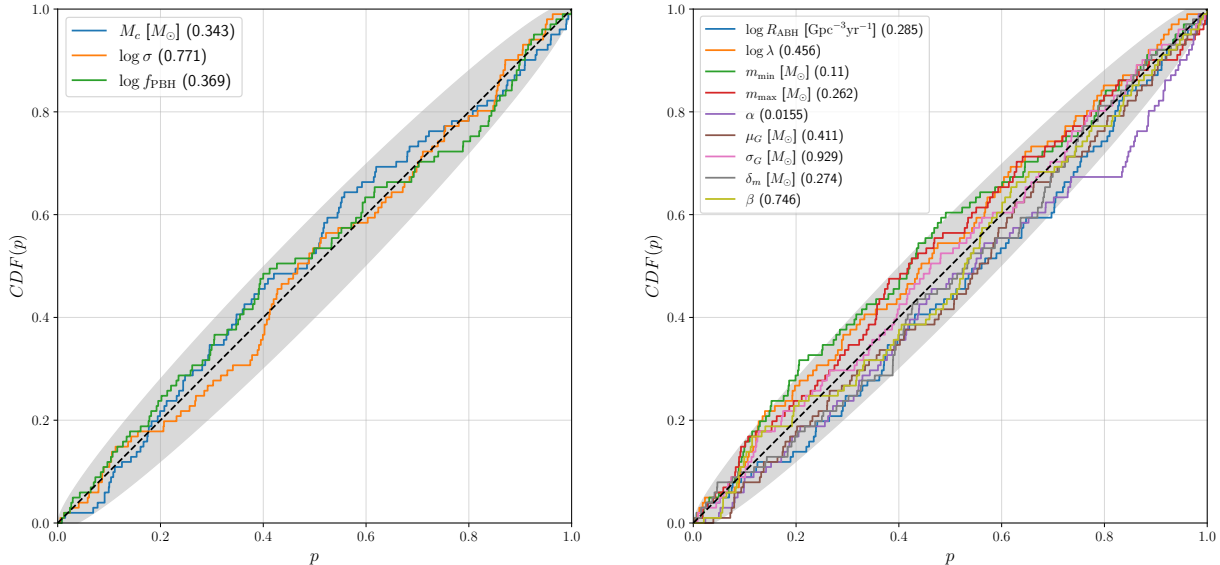 M_c [M_⊙] (0.343)
log σ (0.771)
log f_PBH (0.369)
CDF(p)
1.0
0.8
0.6
0.4
0.2
0.0
0.0 0.2 0.4 0.6 0.8 1.0
p
log R_ABH [Gpc⁻³yr⁻¹] (0.285)
log λ (0.456)
m_min [M_⊙] (0.11)
m_max [M_⊙] (0.262)
α (0.0155)
μ_G [M_⊙] (0.411)
σ_G [M_⊙] (0.929)
δ_m [M_⊙] (0.274)
β (0.746)
CDF(p)
1.0
0.8
0.6
0.4
0.2
0.0
0.0 0.2 0.4 0.6 0.8 1.0
p